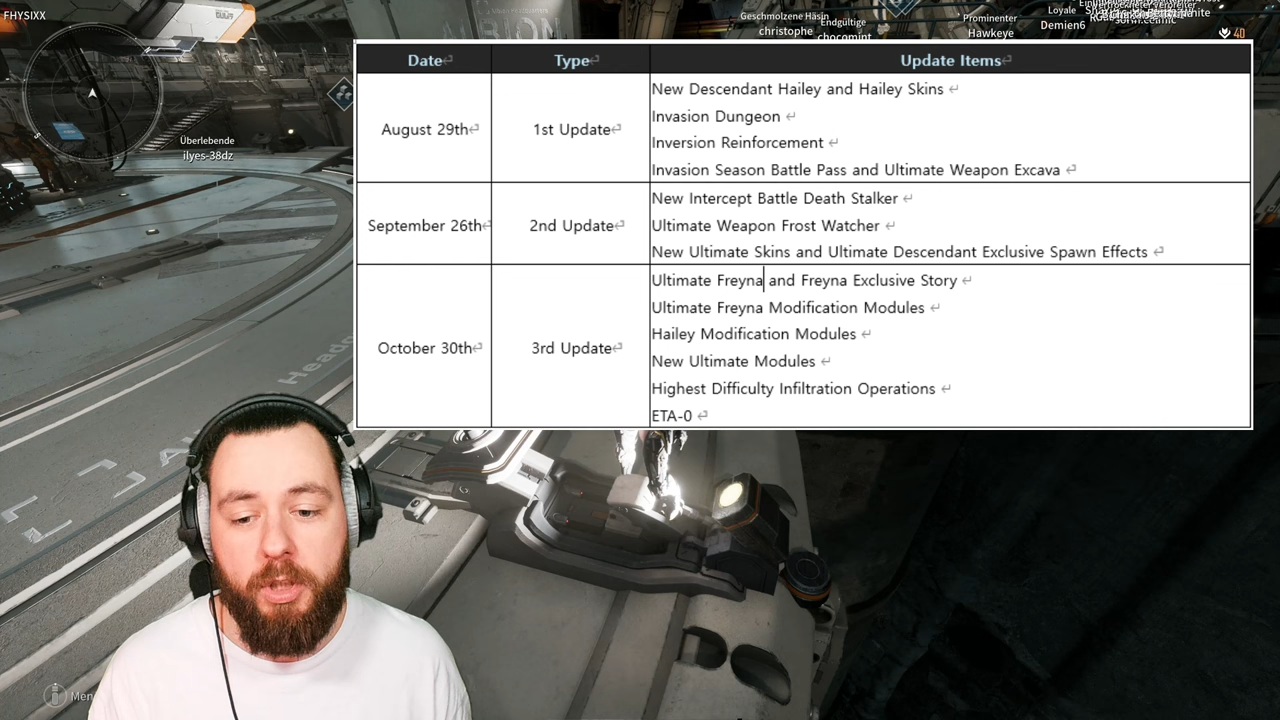 FHYSIXX
Geschmolzene Häsin
christophe
Endgültige
chocomint
Prominenter
Hawkeye
Loyale
Demien6
40
Überlebende
ilyes-38dz
Date Type Update Items
August 29th 1st Update
New Descendant Hailey and Hailey Skins
Invasion Dungeon
Inversion Reinforcement
Invasion Season Battle Pass and Ultimate Weapon Excava
September 26th 2nd Update
New Intercept Battle Death Stalker
Ultimate Weapon Frost Watcher
New Ultimate Skins and Ultimate Descendant Exclusive Spawn Effects
October 30th 3rd Update
Ultimate Freyna and Freyna Exclusive Story
Ultimate Freyna Modification Modules
Hailey Modification Modules
New Ultimate Modules
Highest Difficulty Infiltration Operations
ETA-0
Men